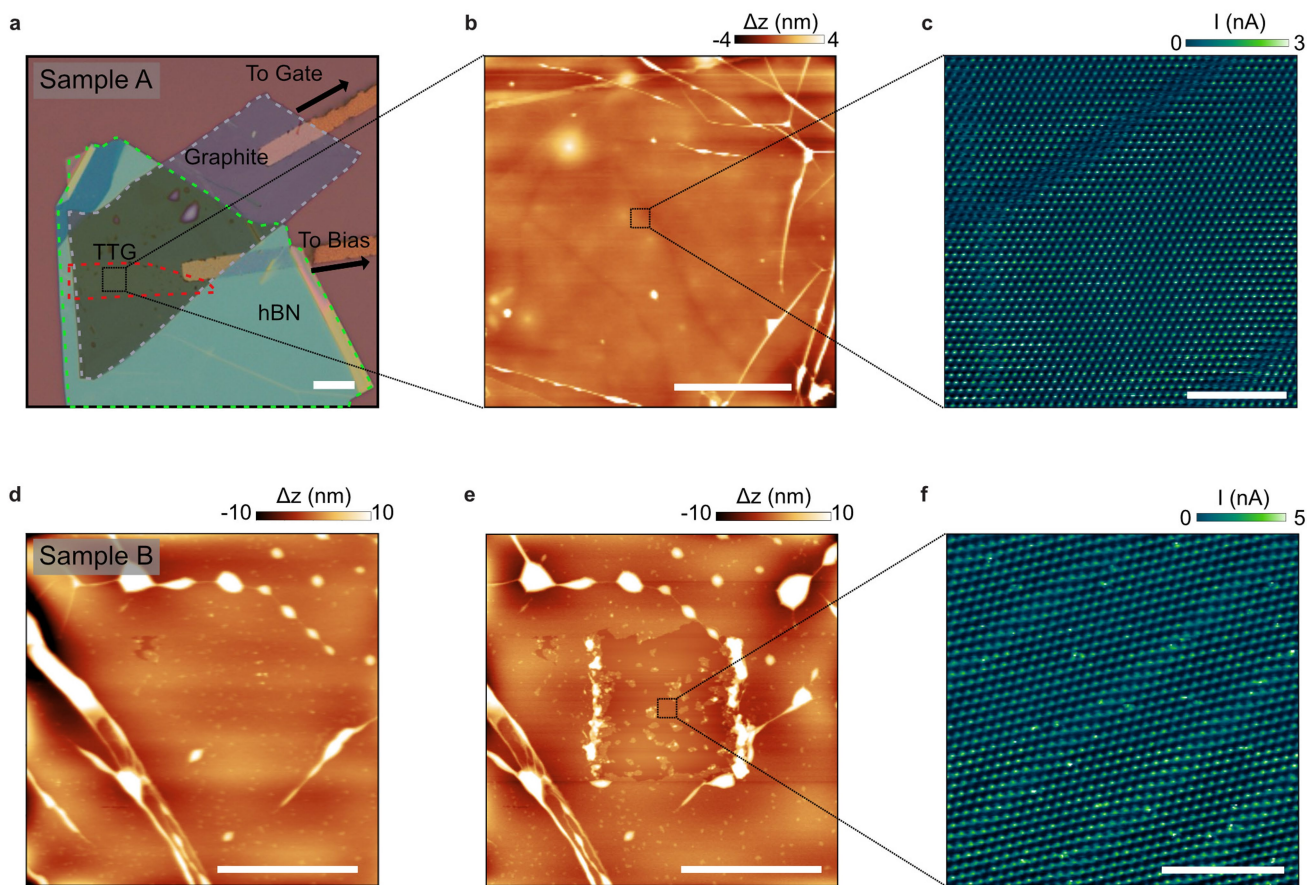 a
Sample A
To Gate
Graphite
TTG
To Bias
hBN
b
Δz (nm)
-4 4
c
I (nA)
0 3
d
Δz (nm)
-10 10
Sample B
e
Δz (nm)
-10 10
f
I (nA)
0 5